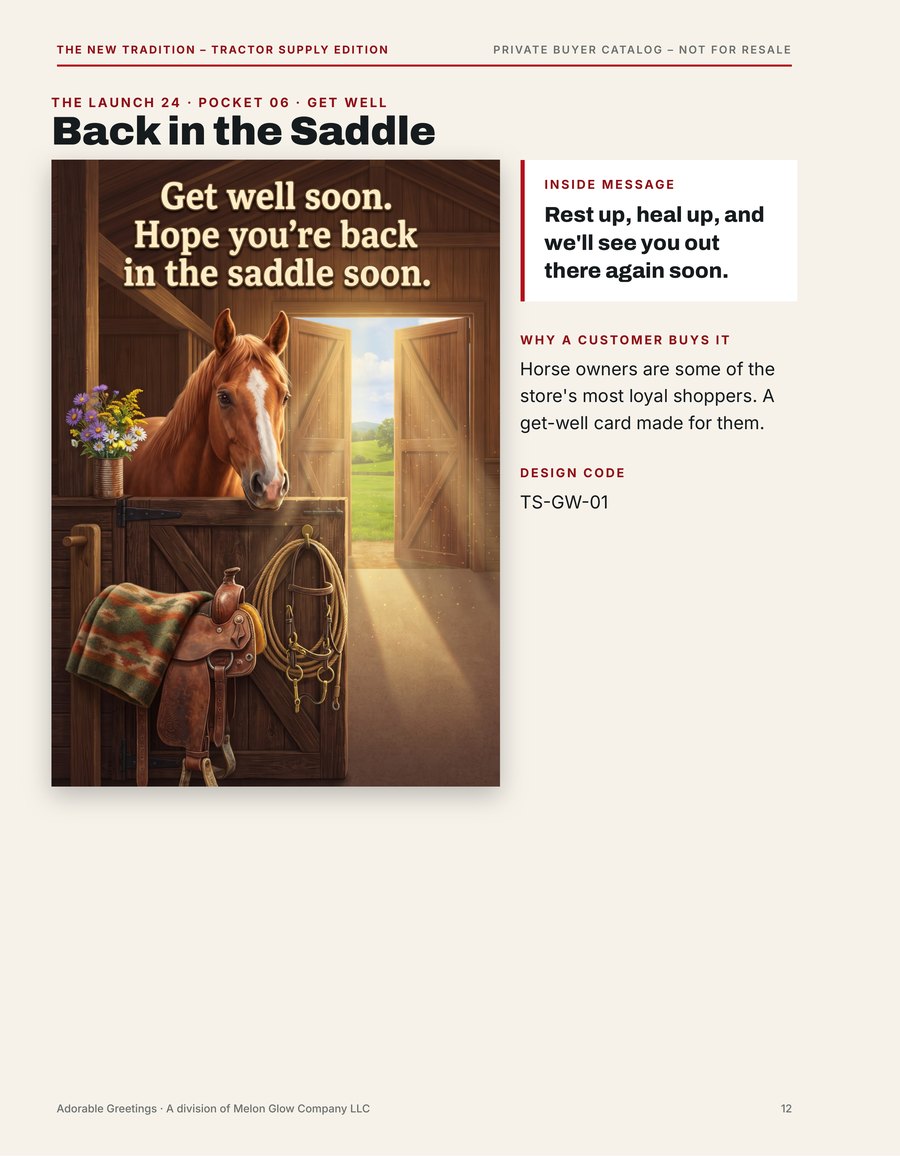 THE NEW TRADITION – TRACTOR SUPPLY EDITION
PRIVATE BUYER CATALOG – NOT FOR RESALE
THE LAUNCH 24 · POCKET 06 · GET WELL
Back in the Saddle
Get well soon.
Hope you’re back
in the saddle soon.
INSIDE MESSAGE
Rest up, heal up, and
we'll see you out
there again soon.
WHY A CUSTOMER BUYS IT
Horse owners are some of the
store's most loyal shoppers. A
get-well card made for them.
DESIGN CODE
TS-GW-01
Adorable Greetings · A division of Melon Glow Company LLC
12